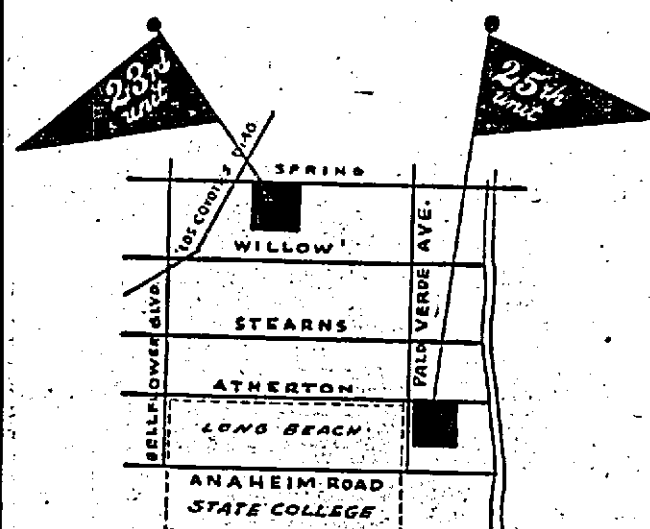 23rd
unit
25th
unit
LOS COYOTES DIAG
SPRING
WILLOW
PALO VERDE AVE.
BELLFLOWER BLVD.
STEARNS
ATHERTON
LONG BEACH
ANAHEIM ROAD
STATE COLLEGE